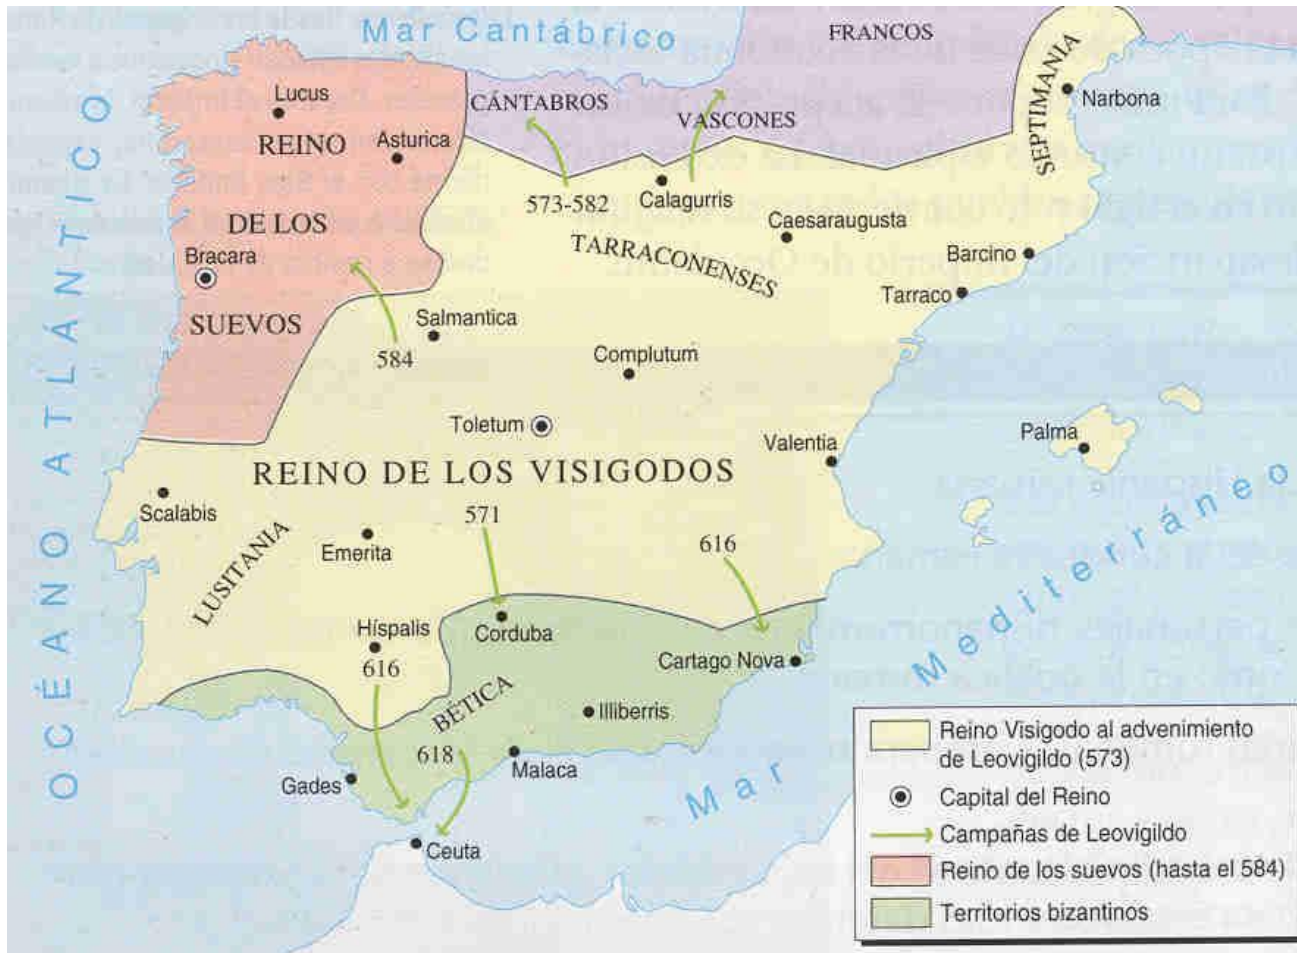 Mar Cantábrico
FRANCOS
SEPTIMANIA
Narbona
Lucus
CÁNTABROS
VASCONES
REINO
Asturica
573-582
Calagurris
DE LOS
TARRACONENSES
Caesaraugusta
Bracara
Barcino
Tarraco
SUEVOS
Salmantica
584
Complutum
OCÉANO ATLÁNTICO
Toletum
Valentia
Palma
REINO DE LOS VISIGODOS
Scalabis
571
LUSITANIA
Emerita
616
Mar Mediterráneo
Híspalis
Corduba
616
Cartago Nova
BÉTICA
Illiberris
618
Malaca
Gades
Ceuta
Reino Visigodo al advenimiento
de Leovigildo (573)
Capital del Reino
Campañas de Leovigildo
Reino de los suevos (hasta el 584)
Territorios bizantinos